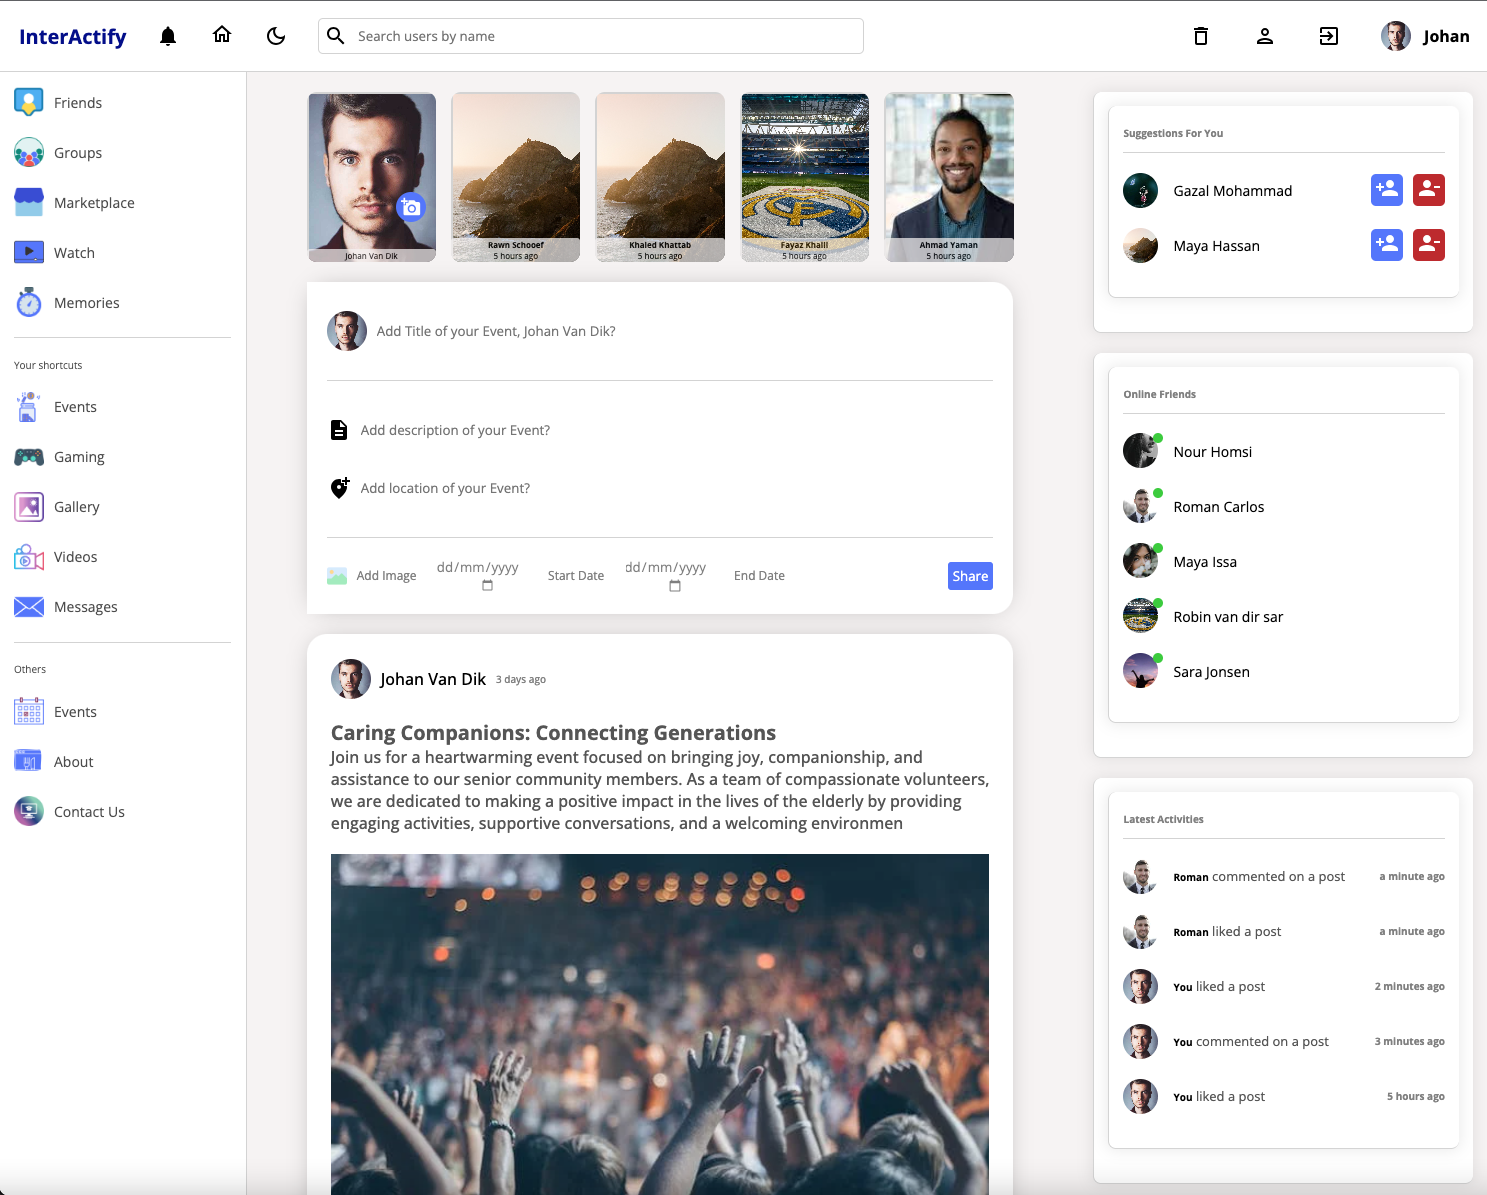 InterActify
Search users by name
Johan
Friends
Groups
Marketplace
Watch
Memories
Your shortcuts
Events
Gaming
Gallery
Videos
Messages
Others
Events
About
Contact Us
Johan Van Dik
Rawn Schooef
5 hours ago
Khaled Khattab
5 hours ago
Fayaz Khalil
5 hours ago
Ahmad Yaman
5 hours ago
Add Title of your Event, Johan Van Dik?
Add description of your Event?
Add location of your Event?
Add Image
dd/mm/yyyy
Start Date
dd/mm/yyyy
End Date
Share
Johan Van Dik 3 days ago
Caring Companions: Connecting Generations
Join us for a heartwarming event focused on bringing joy, companionship, and
assistance to our senior community members. As a team of compassionate volunteers,
we are dedicated to making a positive impact in the lives of the elderly by providing
engaging activities, supportive conversations, and a welcoming environmen
Suggestions For You
Gazal Mohammad
Maya Hassan
Online Friends
Nour Homsi
Roman Carlos
Maya Issa
Robin van dir sar
Sara Jonsen
Latest Activities
Roman commented on a post a minute ago
Roman liked a post a minute ago
You liked a post 2 minutes ago
You commented on a post 3 minutes ago
You liked a post 5 hours ago